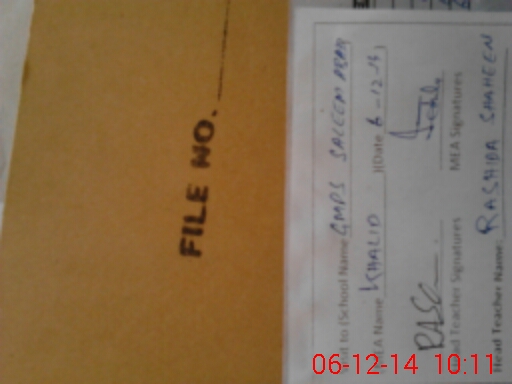 FILE NO.
Visit to (School Name) GMPS SALEEM ABAD
MEA Name KHALID )(Date 6-12-14)
Head Teacher Signatures MEA Signatures
Head Teacher Name: RASHIDA SHAHEEN
06-12-14 10:11